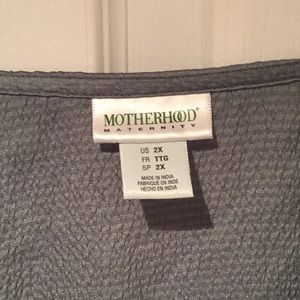 MOTHERHOOD®
MATERNITY
US 2X
FR TTG
SP 2X
MADE IN INDIA
FABRIQUÉ EN INDE
HECHO EN INDIA